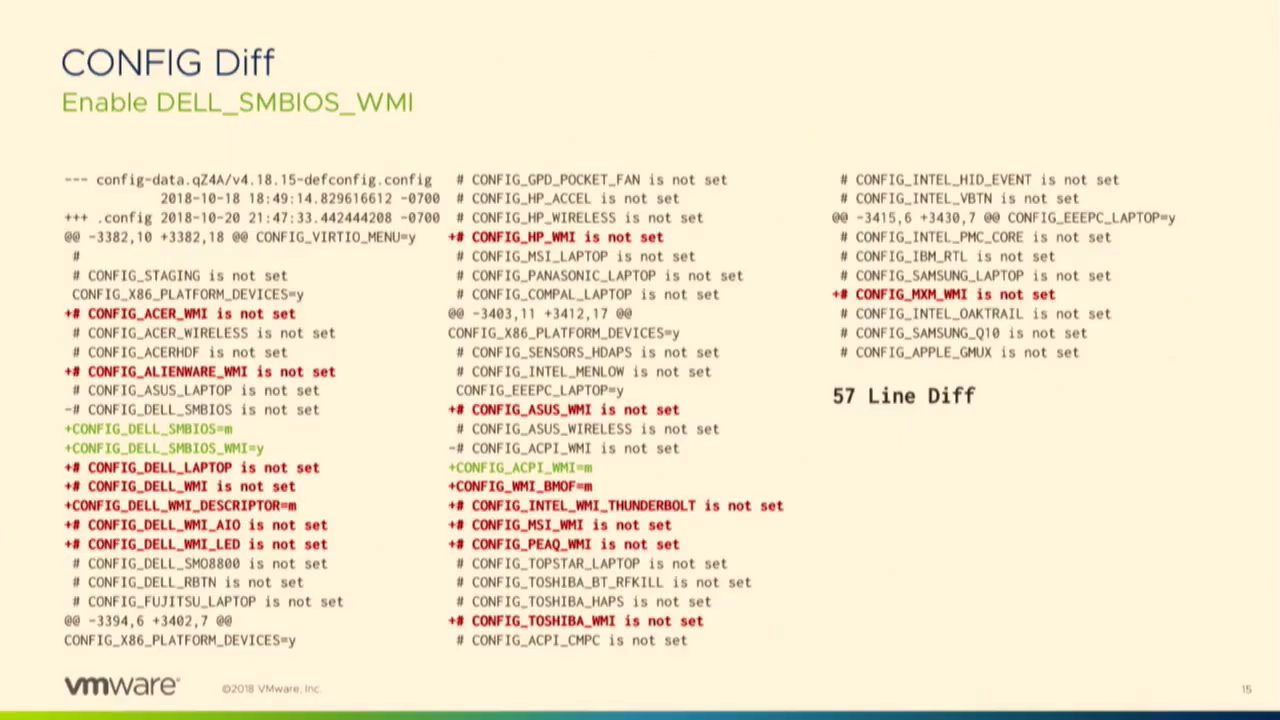 CONFIG Diff
Enable DELL_SMBIOS_WMI
--- config-data.qZ4A/v4.18.15-defconfig.config
2018-10-18 18:49:14.829616612 -0700
+++ .config 2018-10-20 21:47:33.442444208 -0700
@@ -3382,10 +3382,18 @@ CONFIG_VIRTIO_MENU=y
#
# CONFIG_STAGING is not set
CONFIG_X86_PLATFORM_DEVICES=y
+# CONFIG_ACER_WMI is not set
# CONFIG_ACER_WIRELESS is not set
# CONFIG_ACERHDF is not set
+# CONFIG_ALIENWARE_WMI is not set
# CONFIG_ASUS_LAPTOP is not set
-# CONFIG_DELL_SMBIOS is not set
+CONFIG_DELL_SMBIOS=m
+CONFIG_DELL_SMBIOS_WMI=y
+# CONFIG_DELL_LAPTOP is not set
+# CONFIG_DELL_WMI is not set
+CONFIG_DELL_WMI_DESCRIPTOR=m
+# CONFIG_DELL_WMI_AIO is not set
+# CONFIG_DELL_WMI_LED is not set
# CONFIG_DELL_SMO8800 is not set
# CONFIG_DELL_RBTN is not set
# CONFIG_FUJITSU_LAPTOP is not set
@@ -3394,6 +3402,7 @@
CONFIG_X86_PLATFORM_DEVICES=y
# CONFIG_GPD_POCKET_FAN is not set
# CONFIG_HP_ACCEL is not set
# CONFIG_HP_WIRELESS is not set
+# CONFIG_HP_WMI is not set
# CONFIG_MSI_LAPTOP is not set
# CONFIG_PANASONIC_LAPTOP is not set
# CONFIG_COMPAL_LAPTOP is not set
@@ -3403,11 +3412,17 @@
CONFIG_X86_PLATFORM_DEVICES=y
# CONFIG_SENSORS_HDAPS is not set
# CONFIG_INTEL_MENLOW is not set
CONFIG_EEEPC_LAPTOP=y
+# CONFIG_ASUS_WMI is not set
# CONFIG_ASUS_WIRELESS is not set
-# CONFIG_ACPI_WMI is not set
+CONFIG_ACPI_WMI=m
+CONFIG_WMI_BMOF=m
+# CONFIG_INTEL_WMI_THUNDERBOLT is not set
+# CONFIG_MSI_WMI is not set
+# CONFIG_PEAQ_WMI is not set
# CONFIG_TOPSTAR_LAPTOP is not set
# CONFIG_TOSHIBA_BT_RFKILL is not set
# CONFIG_TOSHIBA_HAPS is not set
+# CONFIG_TOSHIBA_WMI is not set
# CONFIG_ACPI_CMPC is not set
# CONFIG_INTEL_HID_EVENT is not set
# CONFIG_INTEL_VBTN is not set
@@ -3415,6 +3430,7 @@ CONFIG_EEEPC_LAPTOP=y
# CONFIG_INTEL_PMC_CORE is not set
# CONFIG_IBM_RTL is not set
# CONFIG_SAMSUNG_LAPTOP is not set
+# CONFIG_MXM_WMI is not set
# CONFIG_INTEL_OAKTRAIL is not set
# CONFIG_SAMSUNG_Q10 is not set
# CONFIG_APPLE_GMUX is not set
57 Line Diff
vmware®
©2018 VMware, Inc.
15